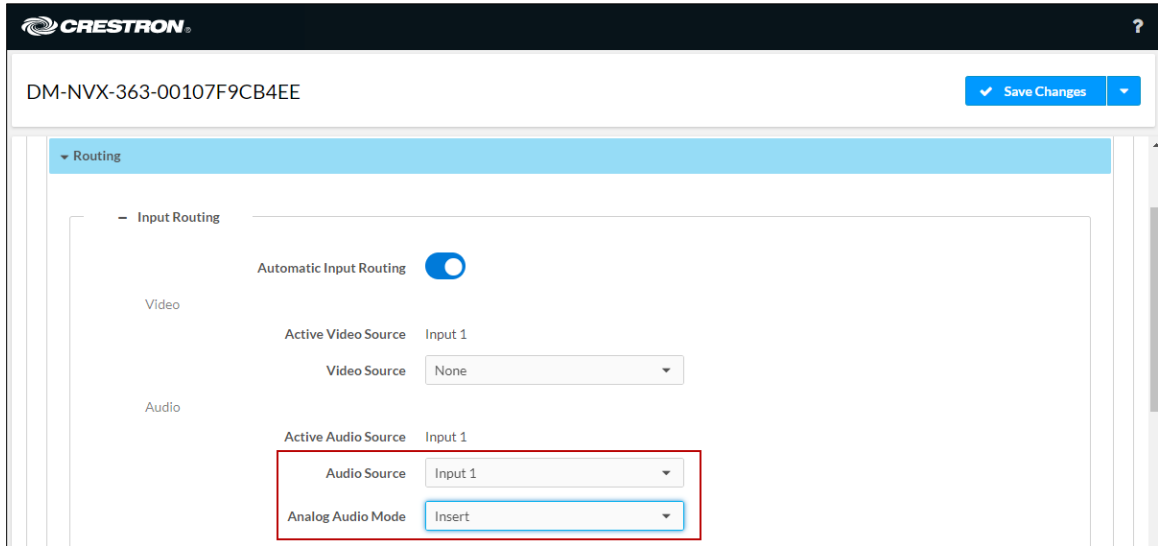 CRESTRON® ?
DM-NVX-363-00107F9CB4EE Save Changes
Routing
Input Routing
Automatic Input Routing
Video
Active Video Source Input 1
Video Source None
Audio
Active Audio Source Input 1
Audio Source Input 1
Analog Audio Mode Insert